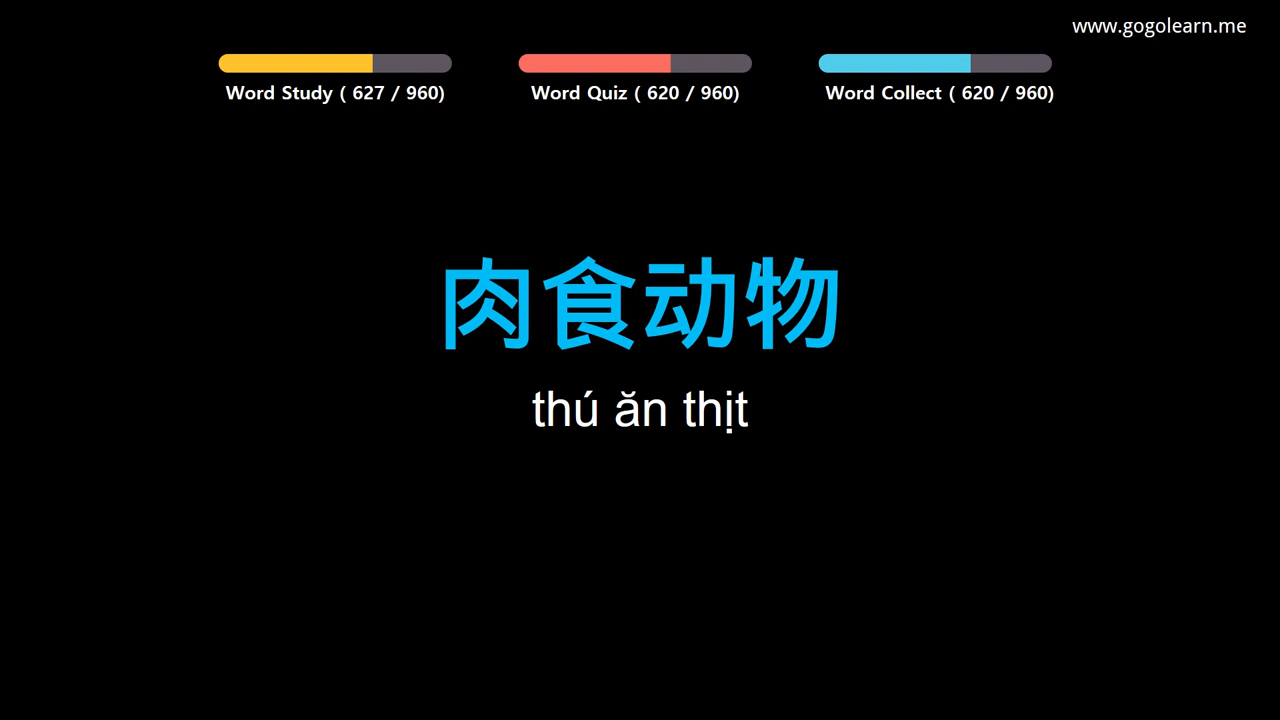 www.gogolearn.me
Word Study ( 627 / 960)
Word Quiz ( 620 / 960)
Word Collect ( 620 / 960)
肉食动物
thú ăn thịt